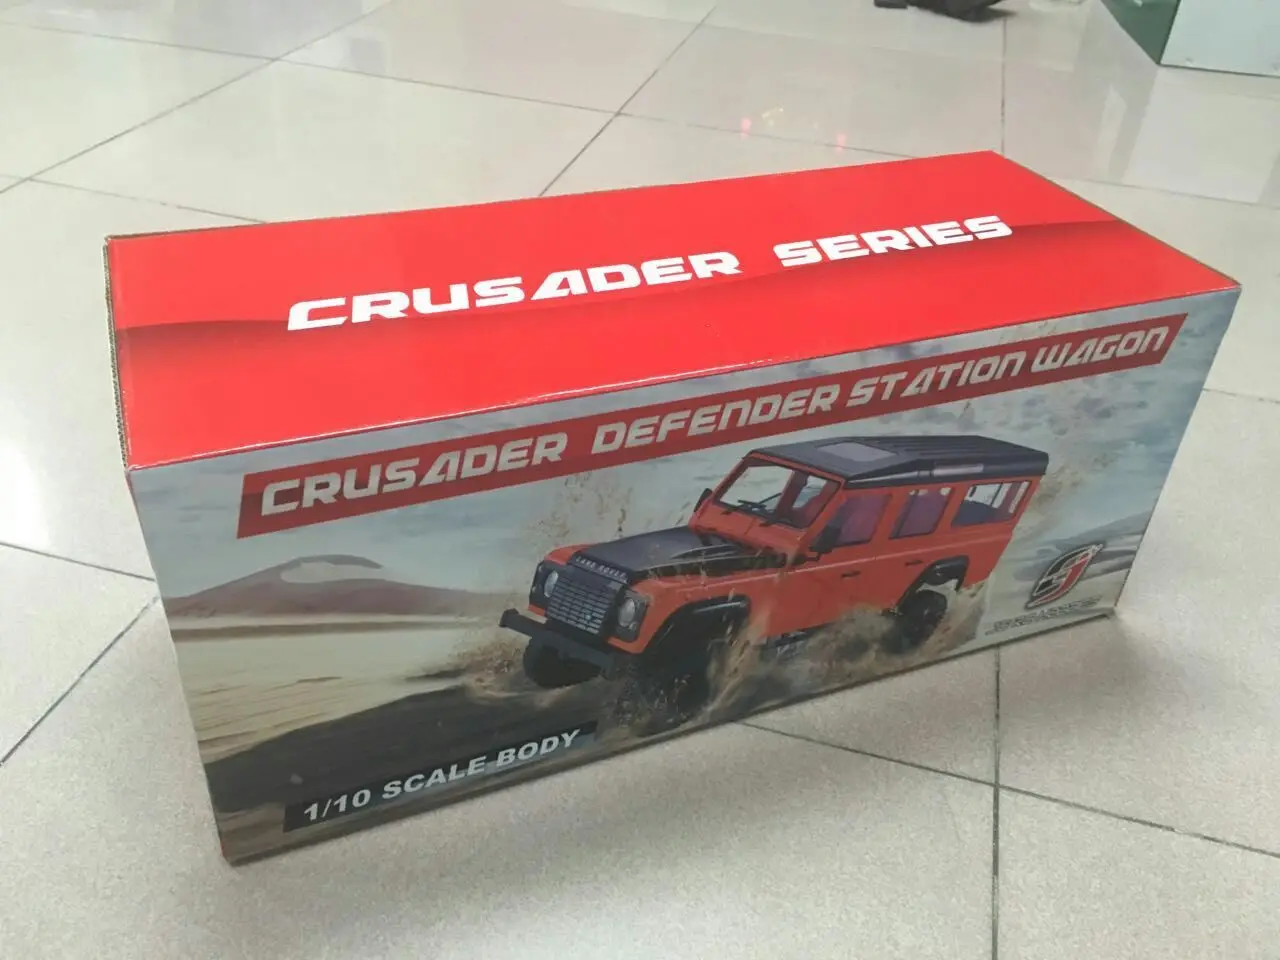 CRUSADER SERIES
CRUSADER DEFENDER STATION WAGON
LAND ROVER
1/10 SCALE BODY